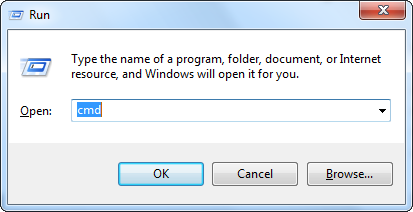 Run
Type the name of a program, folder, document, or Internet
resource, and Windows will open it for you.
Open: cmd
OK Cancel Browse...